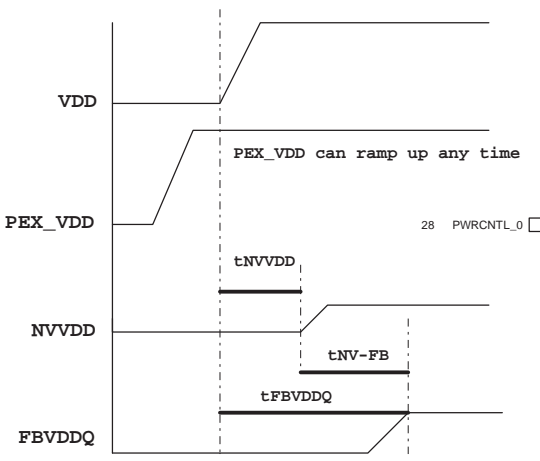 VDD
PEX_VDD can ramp up any time
PEX_VDD
28 PWRCNTL_0
tNVVDD
NVVDD
tNV-FB
tFBVDDQ
FBVDDQ